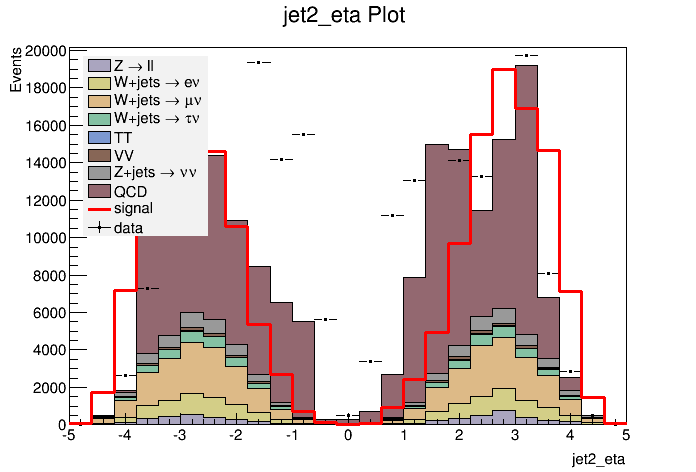 jet2_eta Plot
Events
20000
18000
16000
14000
12000
10000
8000
6000
4000
2000
0
Z → ll
W+jets → eν
W+jets → μν
W+jets → τν
TT
VV
Z+jets → νν
QCD
signal
data
-5 -4 -3 -2 -1 0 1 2 3 4 5
jet2_eta